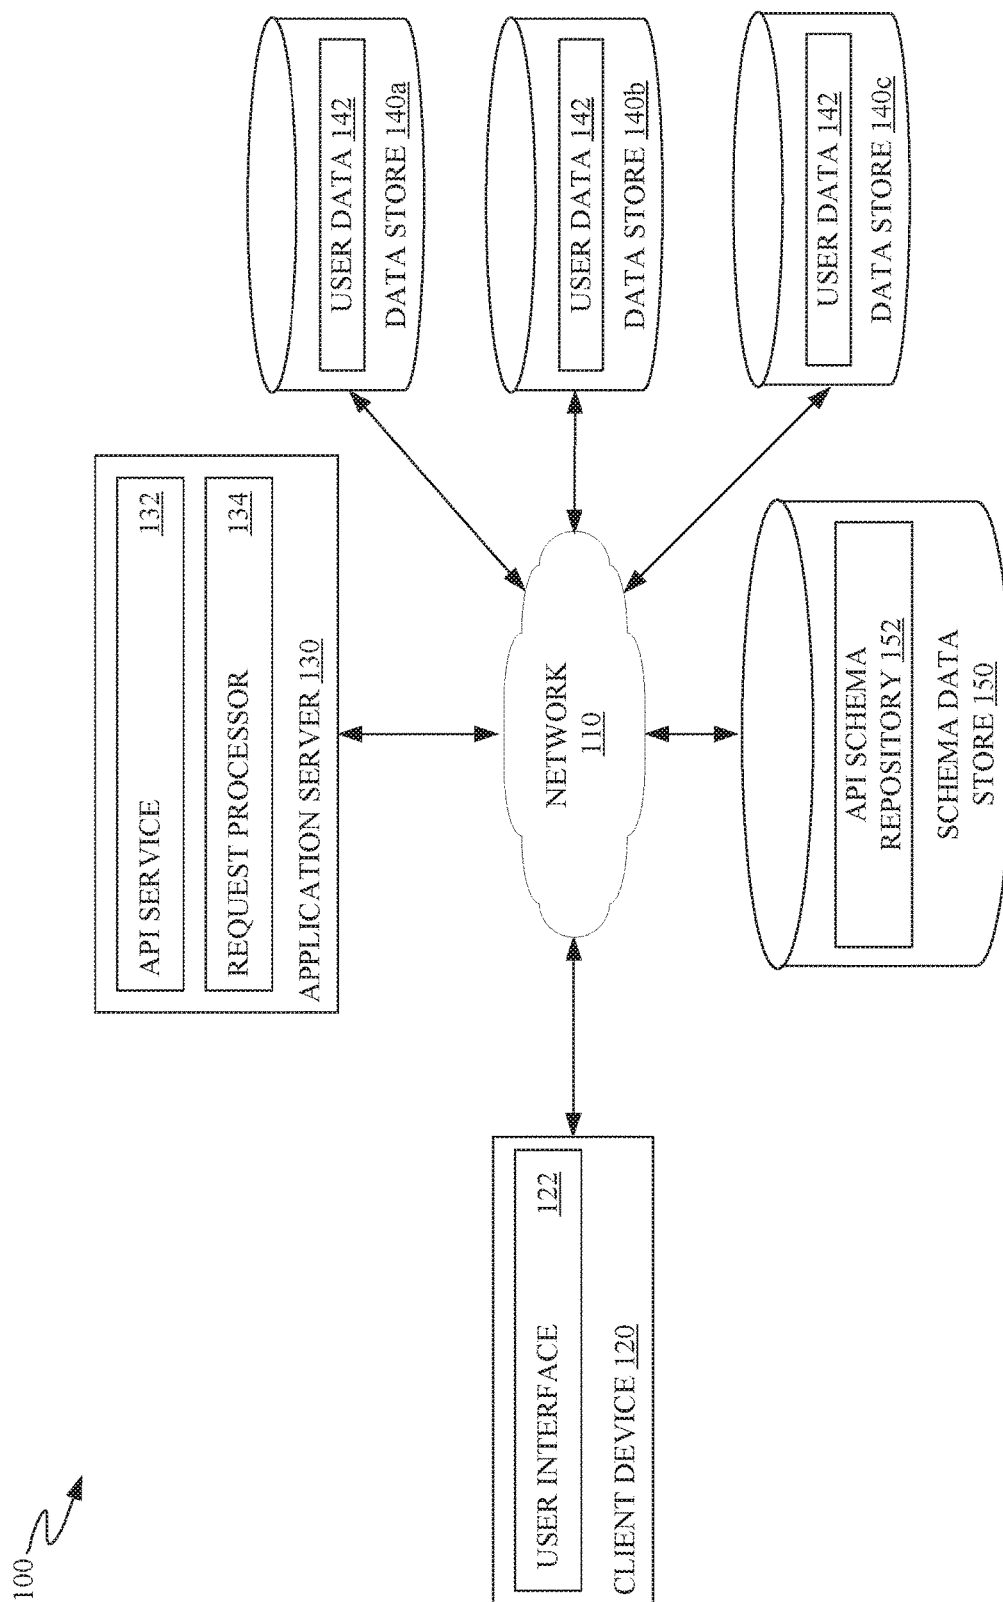 100
API SERVICE 132
REQUEST PROCESSOR 134
APPLICATION SERVER 130
USER INTERFACE 122
CLIENT DEVICE 120
NETWORK
110
USER DATA 142
DATA STORE 140a
USER DATA 142
DATA STORE 140b
USER DATA 142
DATA STORE 140c
API SCHEMA
REPOSITORY 152
SCHEMA DATA
STORE 150